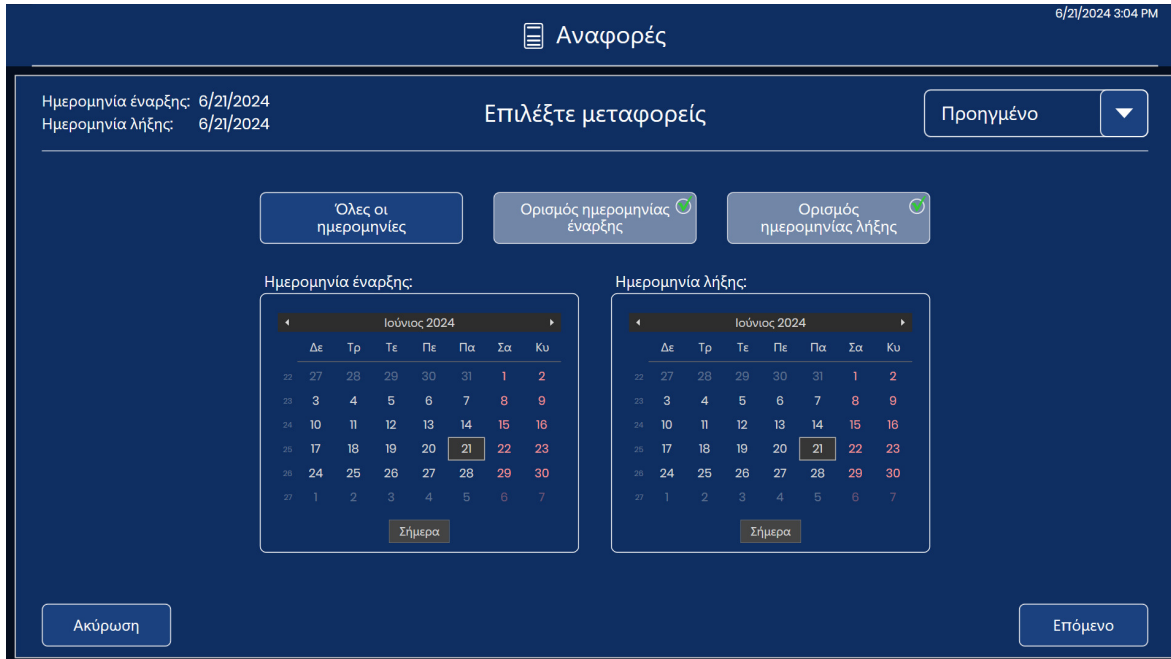 6/21/2024 3:04 PM
Αναφορές
Ημερομηνία έναρξης: 6/21/2024
Ημερομηνία λήξης: 6/21/2024
Επιλέξτε μεταφορείς
Προηγμένο
Όλες οι
ημερομηνίες
Ορισμός ημερομηνίας
έναρξης
Ορισμός
ημερομηνίας λήξης
Ημερομηνία έναρξης:
Ιούνιος 2024
Δε Τρ Τε Πε Πα Σα Κυ
22 27 28 29 30 31 1 2
23 3 4 5 6 7 8 9
24 10 11 12 13 14 15 16
25 17 18 19 20 21 22 23
26 24 25 26 27 28 29 30
27 1 2 3 4 5 6 7
Σήμερα
Ημερομηνία λήξης:
Ιούνιος 2024
Δε Τρ Τε Πε Πα Σα Κυ
22 27 28 29 30 31 1 2
23 3 4 5 6 7 8 9
24 10 11 12 13 14 15 16
25 17 18 19 20 21 22 23
26 24 25 26 27 28 29 30
27 1 2 3 4 5 6 7
Σήμερα
Ακύρωση
Επόμενο